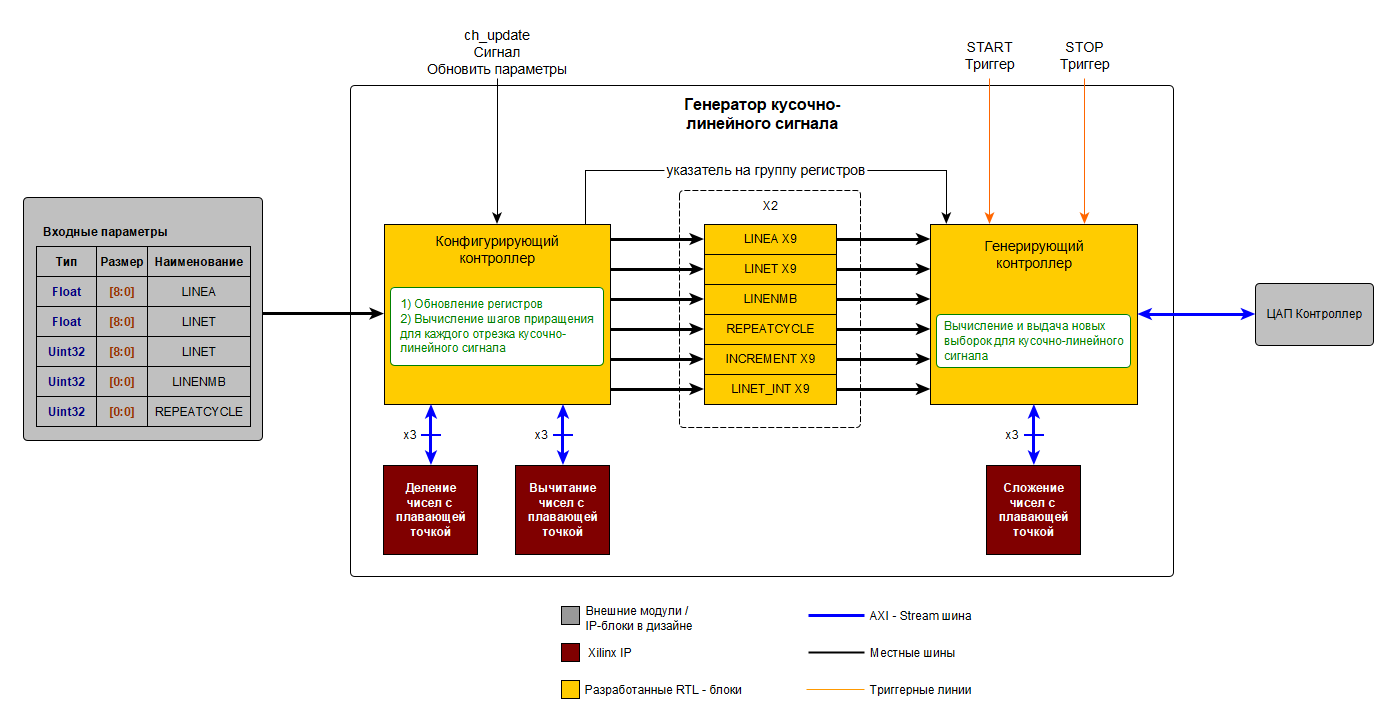 ch_update
Сигнал
Обновить параметры
START
Триггер
STOP
Триггер
Генератор кусочно-
линейного сигнала
указатель на группу регистров
Входные параметры
Тип Размер Наименование
Float [8:0] LINEA
Float [8:0] LINET
Uint32 [8:0] LINET
Uint32 [0:0] LINENMB
Uint32 [0:0] REPEATCYCLE
Конфигурирующий
контроллер
1) Обновление регистров
2) Вычисление шагов приращения
для каждого отрезка кусочно-
линейного сигнала
X2
LINEA X9
LINET X9
LINENMB
REPEATCYCLE
INCREMENT X9
LINET_INT X9
Генерирующий
контроллер
Вычисление и выдача новых
выборок для кусочно-линейного
сигнала
ЦАП Контроллер
x3
x3
x3
Деление
чисел с
плавающей
точкой
Вычитание
чисел с
плавающей
точкой
Сложение
чисел с
плавающей
точкой
Внешние модули /
IP-блоки в дизайне
Xilinx IP
Разработанные RTL - блоки
AXI - Stream шина
Местные шины
Триггерные линии